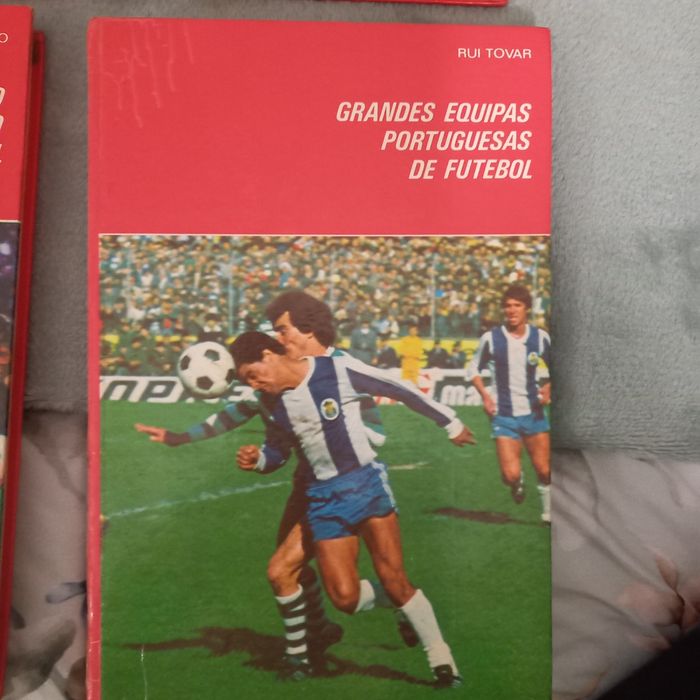 RUI TOVAR
GRANDES EQUIPAS
PORTUGUESAS
DE FUTEBOL